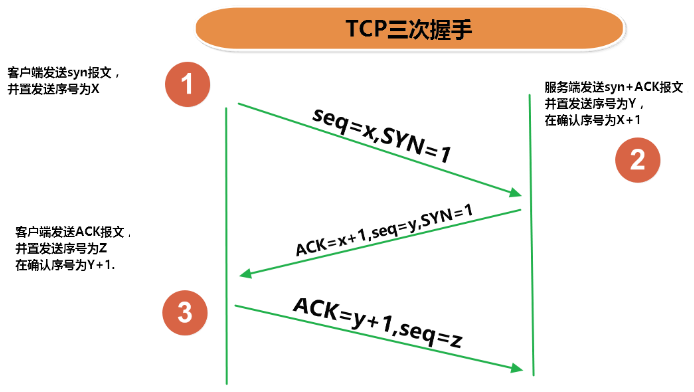 TCP三次握手
客户端发送syn报文，
并置发送序号为X
1
seq=x,SYN=1
服务端发送syn+ACK报文
并置发送序号为Y，
在确认序号为X+1
2
ACK=x+1,seq=y,SYN=1
客户端发送ACK报文，
并置发送序号为Z
在确认序号为Y+1.
3
ACK=y+1,seq=z